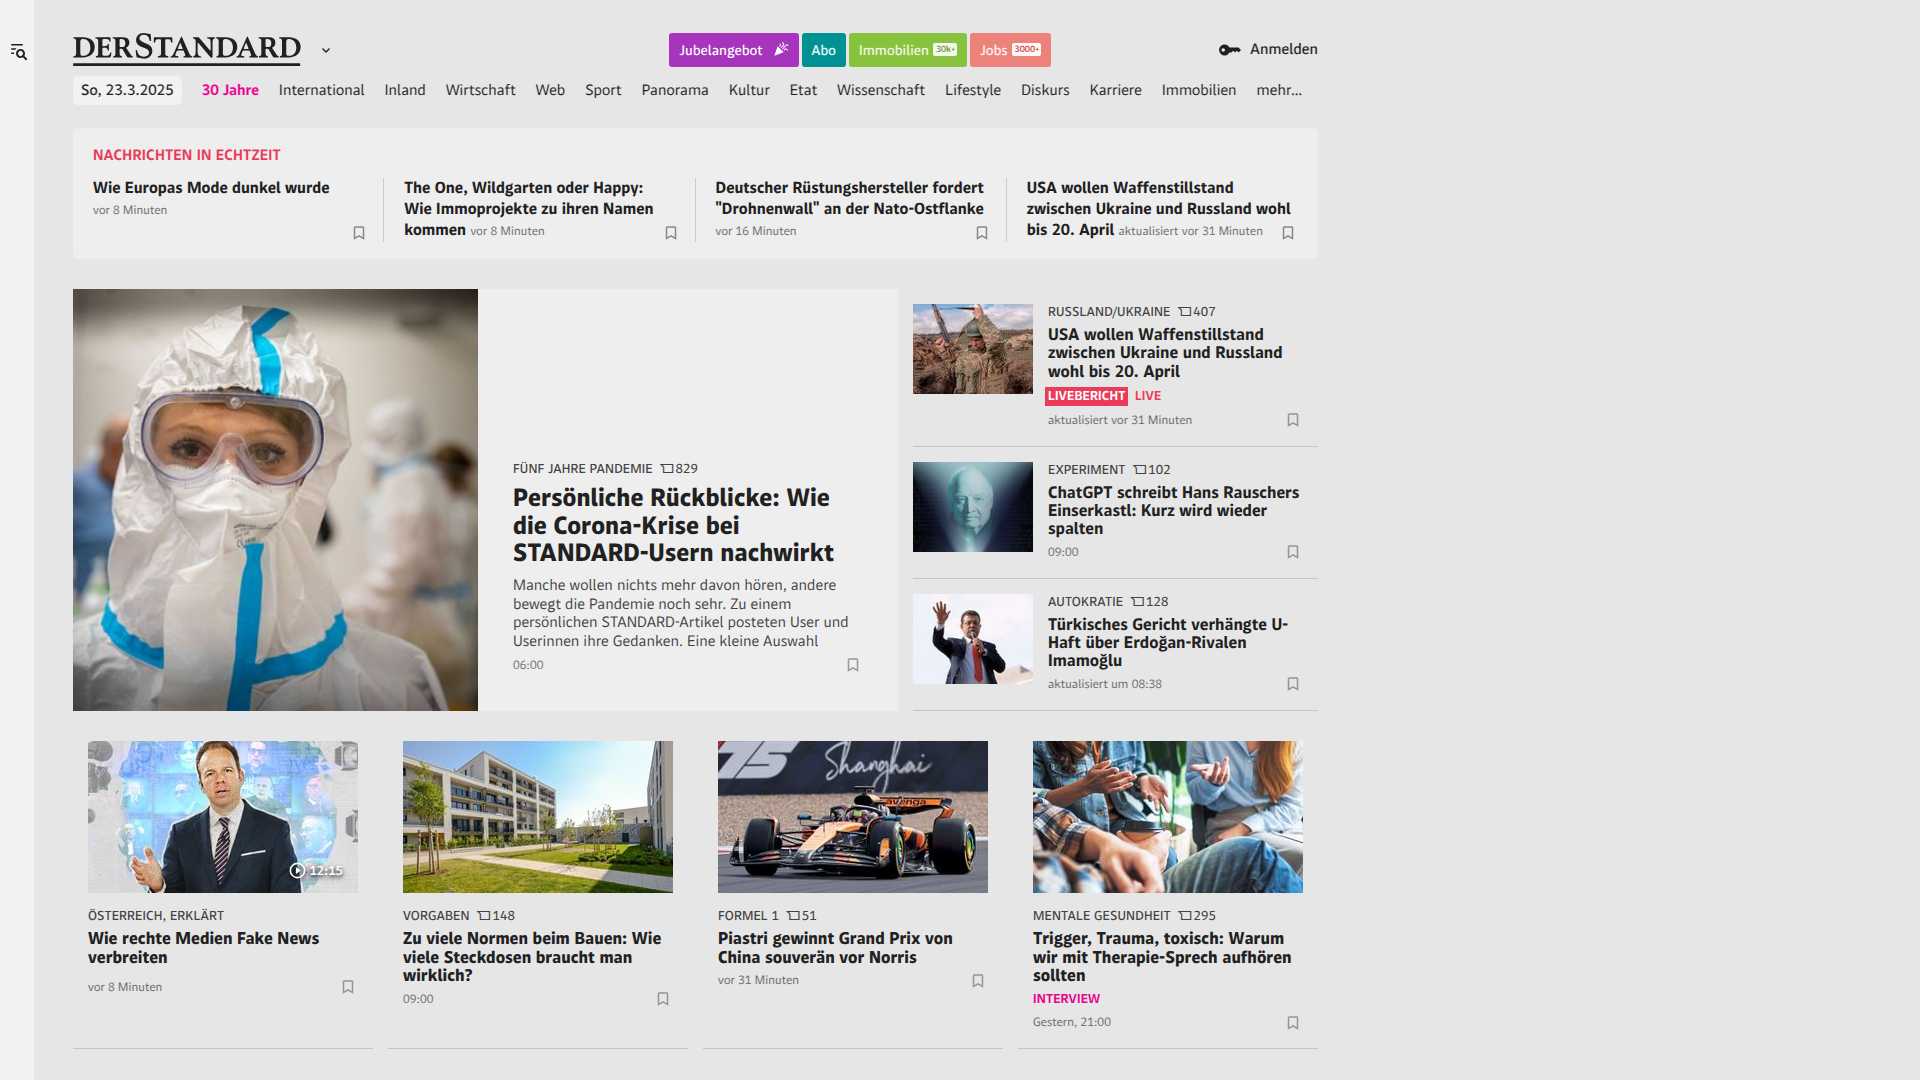 DERSTANDARD
Jubelangebot
Abo
Immobilien 30k+
Jobs 3000+
Anmelden
So, 23.3.2025
30 Jahre
International
Inland
Wirtschaft
Web
Sport
Panorama
Kultur
Etat
Wissenschaft
Lifestyle
Diskurs
Karriere
Immobilien
mehr...
NACHRICHTEN IN ECHTZEIT
Wie Europas Mode dunkel wurde
vor 8 Minuten
The One, Wildgarten oder Happy:
Wie Immoprojekte zu ihren Namen
kommen vor 8 Minuten
Deutscher Rüstungshersteller fordert
"Drohnenwall" an der Nato-Ostflanke
vor 16 Minuten
USA wollen Waffenstillstand
zwischen Ukraine und Russland wohl
bis 20. April aktualisiert vor 31 Minuten
FÜNF JAHRE PANDEMIE 829
Persönliche Rückblicke: Wie
die Corona-Krise bei
STANDARD-Usern nachwirkt
Manche wollen nichts mehr davon hören, andere
bewegt die Pandemie noch sehr. Zu einem
persönlichen STANDARD-Artikel posteten User und
Userinnen ihre Gedanken. Eine kleine Auswahl
06:00
RUSSLAND/UKRAINE 407
USA wollen Waffenstillstand
zwischen Ukraine und Russland
wohl bis 20. April
LIVEBERICHT LIVE
aktualisiert vor 31 Minuten
EXPERIMENT 102
ChatGPT schreibt Hans Rauschers
Einserkastl: Kurz wird wieder
spalten
09:00
AUTOKRATIE 128
Türkisches Gericht verhängte U-
Haft über Erdoğan-Rivalen
Imamoğlu
aktualisiert um 08:38
12:15
ÖSTERREICH, ERKLÄRT
Wie rechte Medien Fake News
verbreiten
vor 8 Minuten
VORGABEN 148
Zu viele Normen beim Bauen: Wie
viele Steckdosen braucht man
wirklich?
09:00
75 Shanghai
avenga
FORMEL 1 51
Piastri gewinnt Grand Prix von
China souverän vor Norris
vor 31 Minuten
MENTALE GESUNDHEIT 295
Trigger, Trauma, toxisch: Warum
wir mit Therapie-Sprech aufhören
sollten
INTERVIEW
Gestern, 21:00